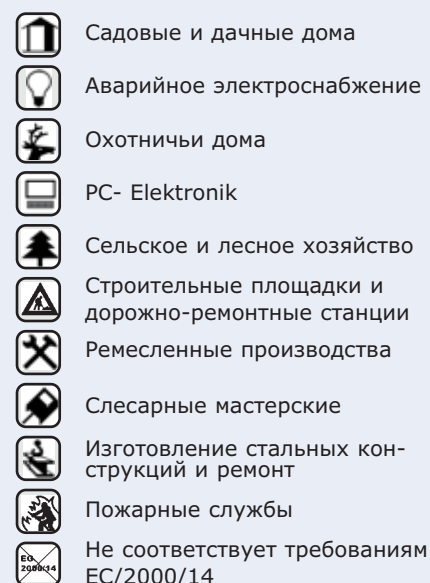 Садовые и дачные дома
Аварийное электроснабжение
Охотничьи дома
PC- Elektronik
Сельское и лесное хозяйство
Строительные площадки и
дорожно-ремонтные станции
Ремесленные производства
Слесарные мастерские
Изготовление стальных кон-
струкций и ремонт
Пожарные службы
EG
2000/14
Не соответствует требованиям
EC/2000/14